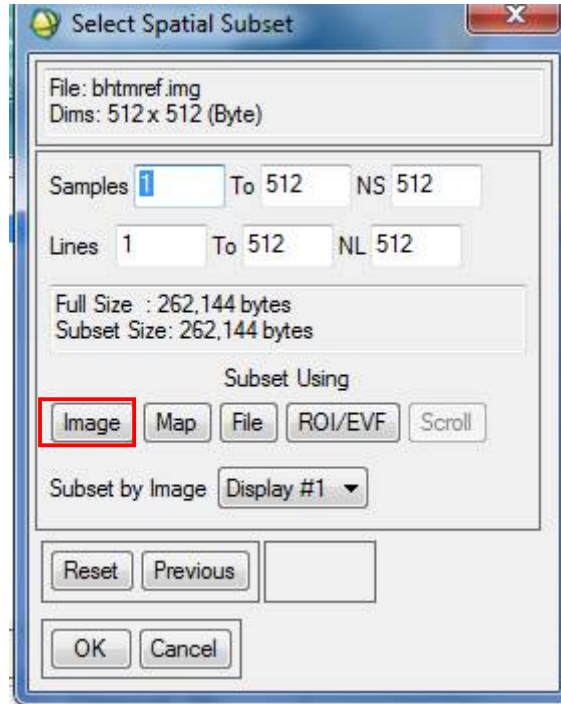 Select Spatial Subset
File: bhtmref.img
Dims: 512 x 512 (Byte)
Samples 1 To 512 NS 512
Lines 1 To 512 NL 512
Full Size : 262,144 bytes
Subset Size: 262,144 bytes
Subset Using
Image Map File ROI/EVF Scroll
Subset by Image Display #1
Reset Previous
OK Cancel